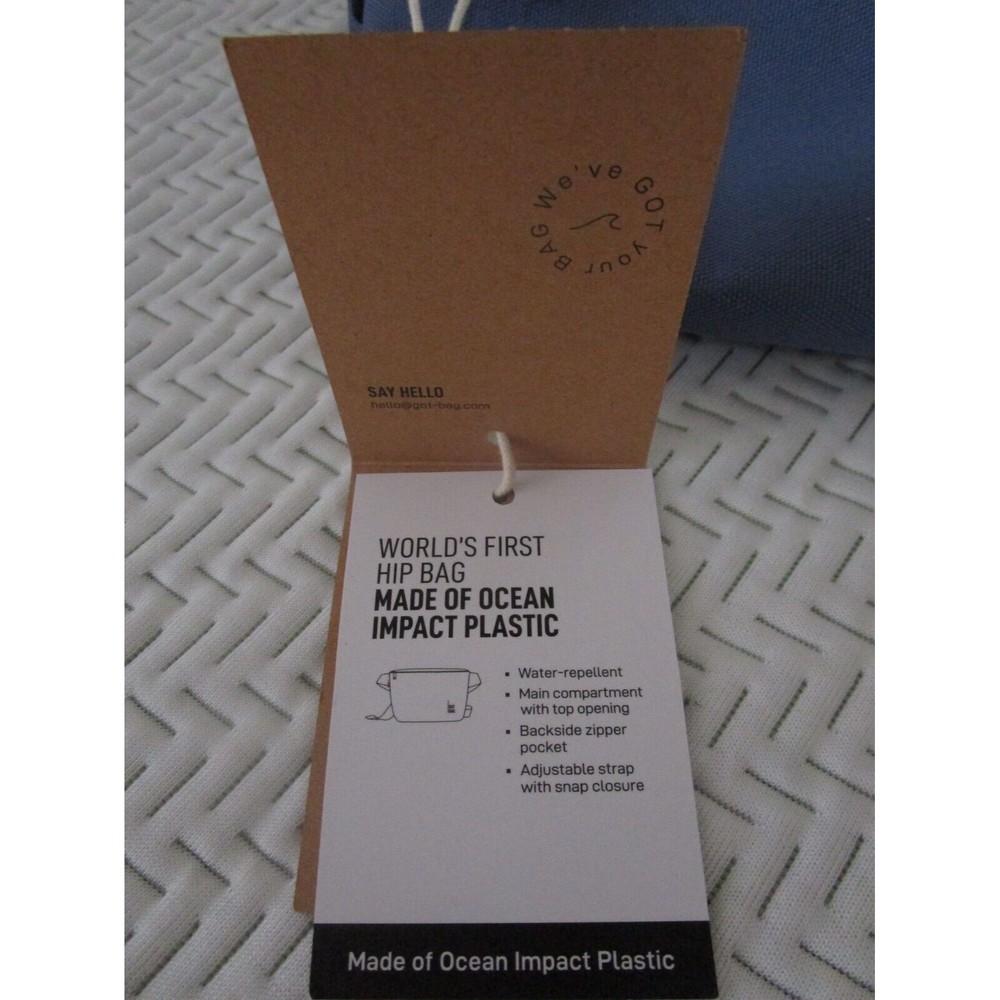 We've GOT your BAG
SAY HELLO
hello@got-bag.com
WORLD'S FIRST
HIP BAG
MADE OF OCEAN
IMPACT PLASTIC
▪ Water-repellent
▪ Main compartment
with top opening
▪ Backside zipper
pocket
▪ Adjustable strap
with snap closure
Made of Ocean Impact Plastic